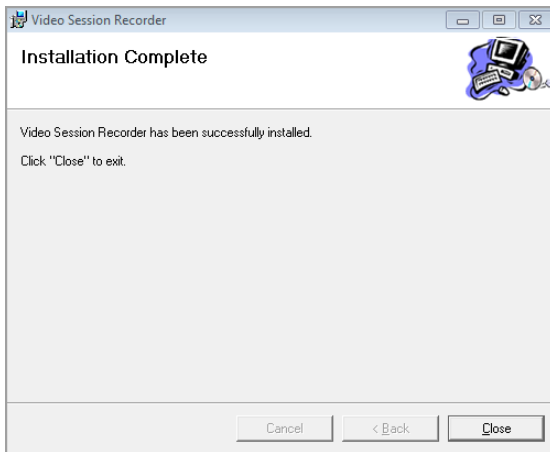 Video Session Recorder
Installation Complete
Video Session Recorder has been successfully installed.
Click "Close" to exit.
Cancel
< Back
Close